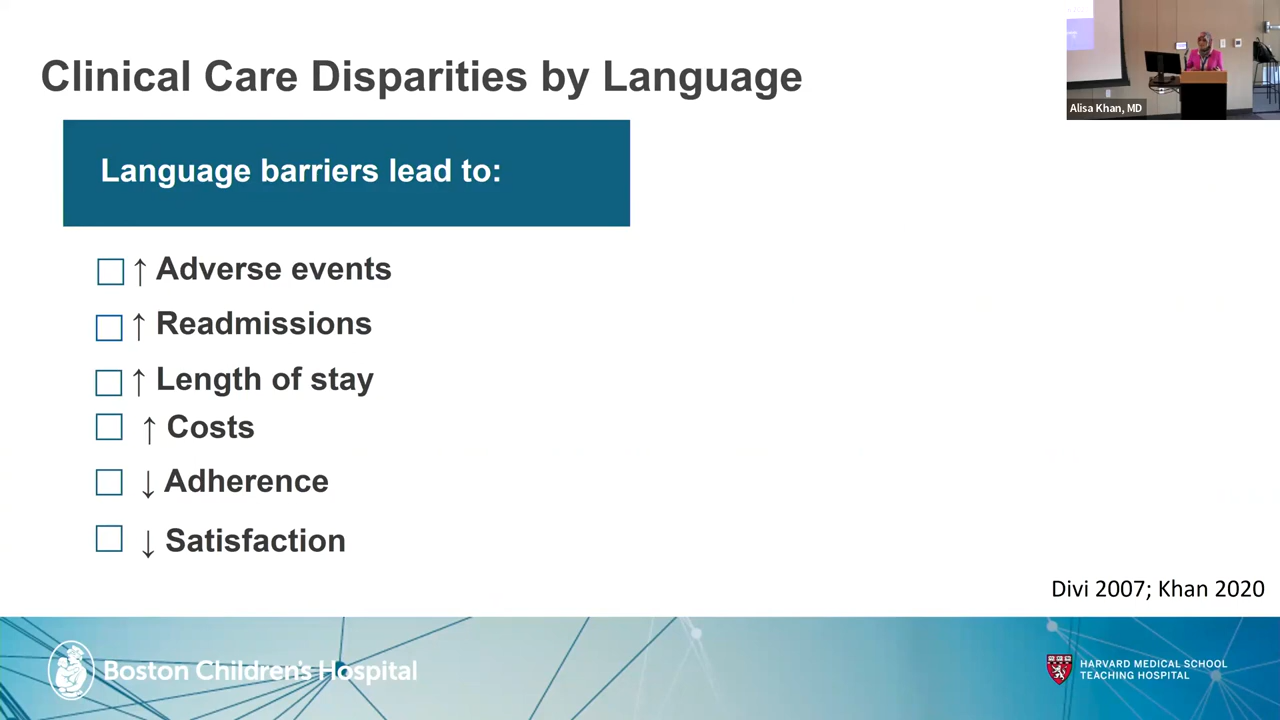 Clinical Care Disparities by Language
Alisa Khan, MD
Language barriers lead to:
↑ Adverse events
↑ Readmissions
↑ Length of stay
↑ Costs
↓ Adherence
↓ Satisfaction
Divi 2007; Khan 2020
Boston Children's Hospital
HARVARD MEDICAL SCHOOL
TEACHING HOSPITAL